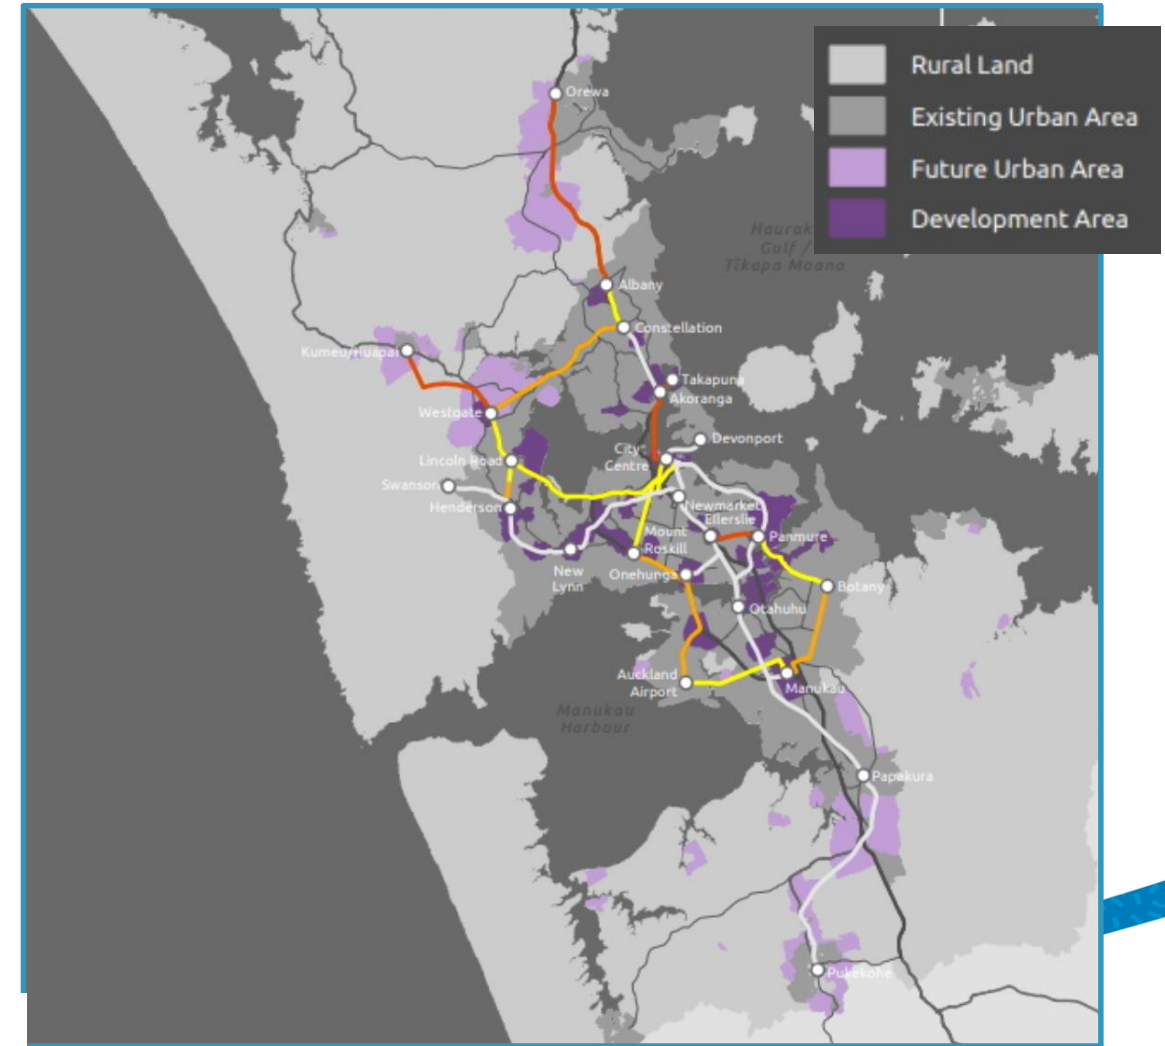 Rural Land
Existing Urban Area
Future Urban Area
Development Area
Orewa
Gulf /
Tīkapa Moana
Albany
Constellation
Kumeu/Huapai
Takapuna
Akoranga
Westgate
Devonport
City
Centre
Lincoln Road
Swanson
Henderson
Newmarket
Ellerslie
Mount
Roskill
Panmure
New
Lynn
Onehunga
Botany
Otahuhu
Auckland
Airport
Manukau
Manukau
Harbour
Papakura
Pukekohe